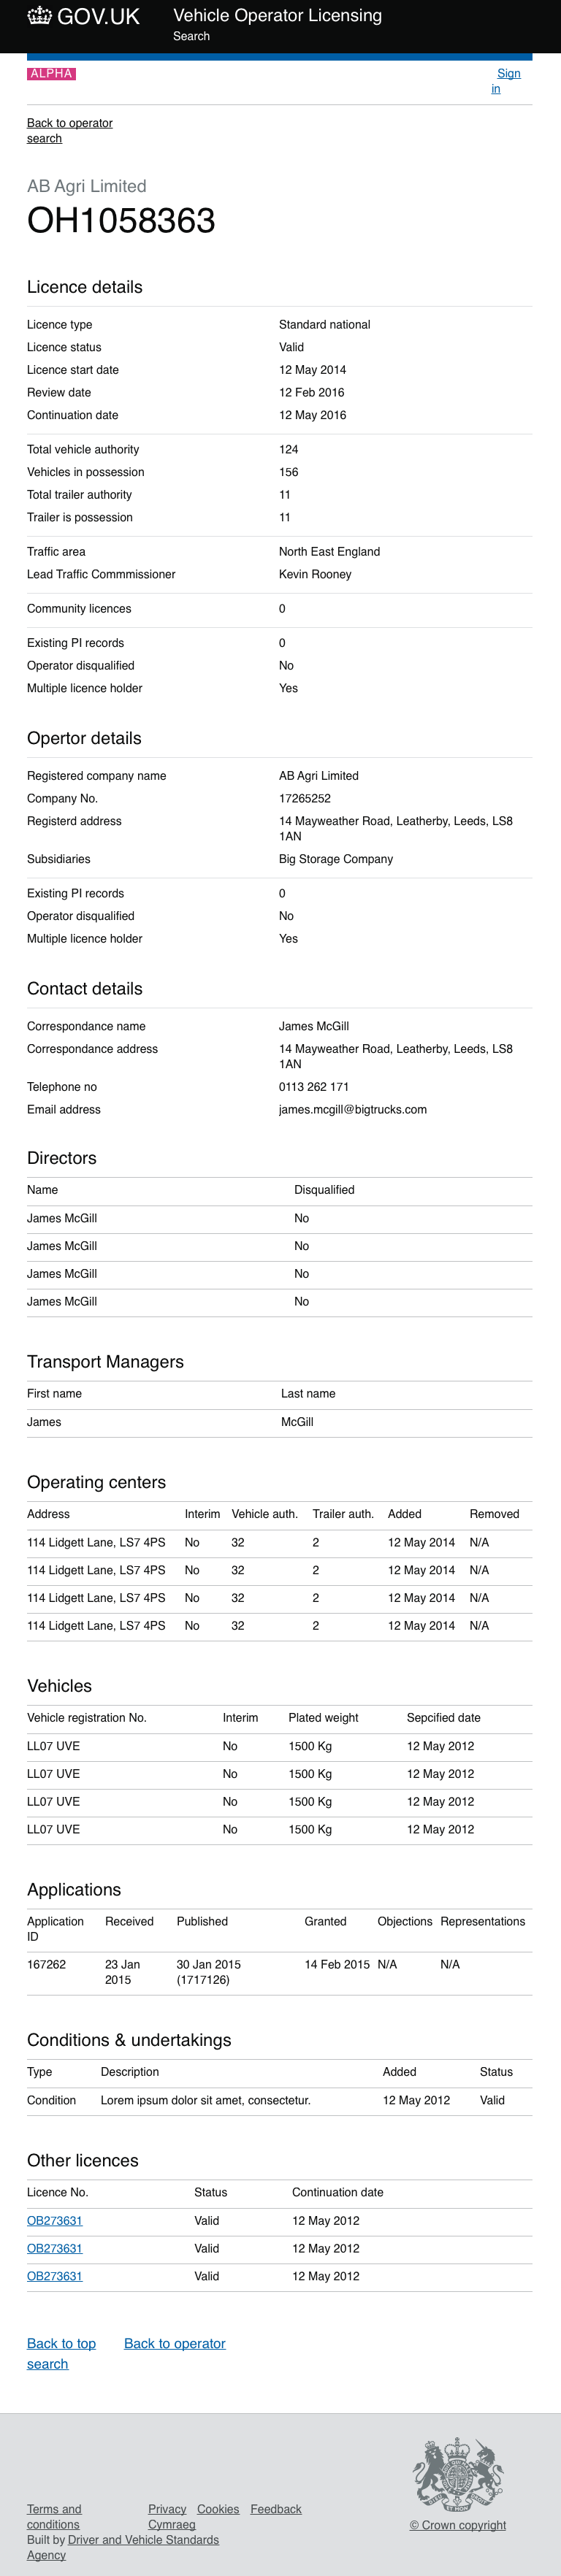 GOV.UK Vehicle Operator Licensing
Search
ALPHA Sign
in
Back to operator
search
AB Agri Limited
OH1058363
Licence details
Licence type Standard national
Licence status Valid
Licence start date 12 May 2014
Review date 12 Feb 2016
Continuation date 12 May 2016
Total vehicle authority 124
Vehicles in possession 156
Total trailer authority 11
Trailer is possession 11
Traffic area North East England
Lead Traffic Commmissioner Kevin Rooney
Community licences 0
Existing PI records 0
Operator disqualified No
Multiple licence holder Yes
Opertor details
Registered company name AB Agri Limited
Company No. 17265252
Registerd address 14 Mayweather Road, Leatherby, Leeds, LS8
1AN
Subsidiaries Big Storage Company
Existing PI records 0
Operator disqualified No
Multiple licence holder Yes
Contact details
Correspondance name James McGill
Correspondance address 14 Mayweather Road, Leatherby, Leeds, LS8
1AN
Telephone no 0113 262 171
Email address james.mcgill@bigtrucks.com
Directors
Name Disqualified
James McGill No
James McGill No
James McGill No
James McGill No
Transport Managers
First name Last name
James McGill
Operating centers
Address Interim Vehicle auth. Trailer auth. Added Removed
114 Lidgett Lane, LS7 4PS No 32 2 12 May 2014 N/A
114 Lidgett Lane, LS7 4PS No 32 2 12 May 2014 N/A
114 Lidgett Lane, LS7 4PS No 32 2 12 May 2014 N/A
114 Lidgett Lane, LS7 4PS No 32 2 12 May 2014 N/A
Vehicles
Vehicle registration No. Interim Plated weight Sepcified date
LL07 UVE No 1500 Kg 12 May 2012
LL07 UVE No 1500 Kg 12 May 2012
LL07 UVE No 1500 Kg 12 May 2012
LL07 UVE No 1500 Kg 12 May 2012
Applications
Application Received Published Granted Objections Representations
ID
167262 23 Jan 30 Jan 2015 14 Feb 2015 N/A N/A
2015 (1717126)
Conditions & undertakings
Type Description Added Status
Condition Lorem ipsum dolor sit amet, consectetur. 12 May 2012 Valid
Other licences
Licence No. Status Continuation date
OB273631 Valid 12 May 2012
OB273631 Valid 12 May 2012
OB273631 Valid 12 May 2012
Back to top Back to operator
search
Terms and Privacy Cookies Feedback
conditions Cymraeg
Built by Driver and Vehicle Standards
Agency
© Crown copyright